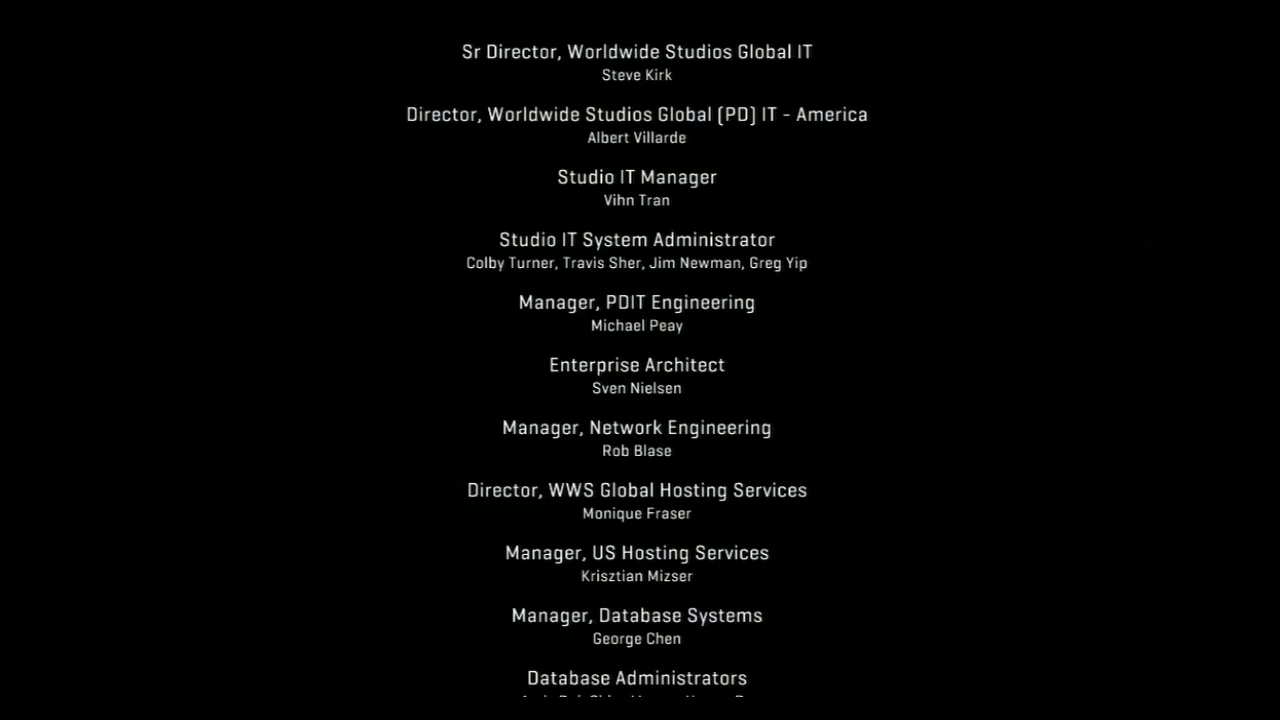 Sr Director, Worldwide Studios Global IT
Steve Kirk
Director, Worldwide Studios Global (PD) IT - America
Albert Villarde
Studio IT Manager
Vihn Tran
Studio IT System Administrator
Colby Turner, Travis Sher, Jim Newman, Greg Yip
Manager, PDIT Engineering
Michael Peay
Enterprise Architect
Sven Nielsen
Manager, Network Engineering
Rob Blase
Director, WWS Global Hosting Services
Monique Fraser
Manager, US Hosting Services
Krisztian Mizser
Manager, Database Systems
George Chen
Database Administrators